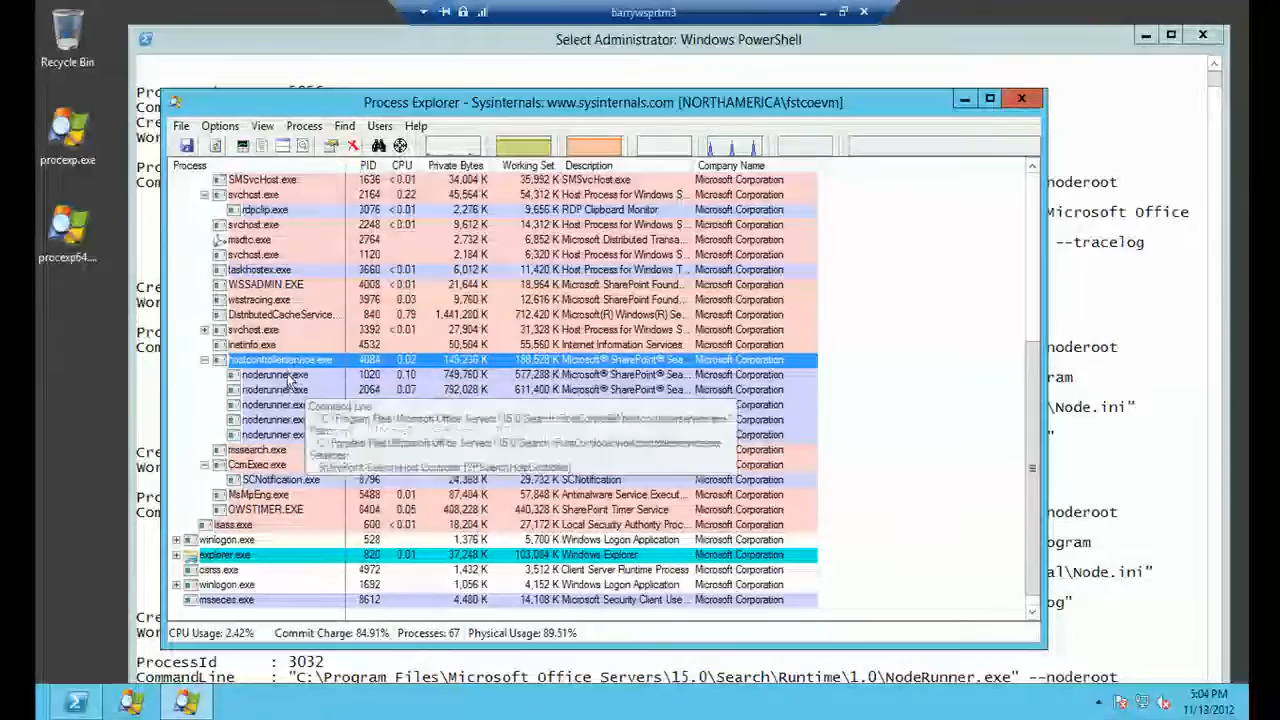 barrywsprtm3
Recycle Bin
procexp.exe
procexp64....
Select Administrator: Windows PowerShell
Process Explorer - Sysinternals: www.sysinternals.com [NORTHAMERICA\fstcoevm]
File Options View Process Find Users Help
Process PID CPU Private Bytes Working Set Description Company Name
SMSvcHost.exe 1636 < 0.01 34,004 K 35,992 K SMSvcHost.exe Microsoft Corporation
svchost.exe 2164 0.22 45,564 K 54,312 K Host Process for Windows S... Microsoft Corporation
rdpclip.exe 3076 < 0.01 2,276 K 9,656 K RDP Clipboard Monitor Microsoft Corporation
svchost.exe 2248 < 0.01 9,612 K 14,312 K Host Process for Windows S... Microsoft Corporation
msdtc.exe 2764 2,732 K 6,852 K Microsoft Distributed Transa... Microsoft Corporation
svchost.exe 1120 2,184 K 6,320 K Host Process for Windows S... Microsoft Corporation
taskhostex.exe 3660 < 0.01 6,012 K 11,420 K Host Process for Windows T... Microsoft Corporation
WSSADMIN.EXE 4008 < 0.01 21,644 K 18,964 K Microsoft SharePoint Found... Microsoft Corporation
wsstracing.exe 3976 0.03 9,760 K 12,616 K Microsoft SharePoint Found... Microsoft Corporation
DistributedCacheService.... 840 0.79 1,441,280 K 712,420 K Microsoft(R) Windows(R) Se... Microsoft Corporation
svchost.exe 3392 < 0.01 27,904 K 31,328 K Host Process for Windows S... Microsoft Corporation
inetinfo.exe 4532 50,504 K 55,560 K Internet Information Services Microsoft Corporation
hostcontrollerservice.exe 4084 0.02 149,236 K 188,528 K Microsoft® SharePoint® Sea... Microsoft Corporation
noderunner.exe 1020 0.10 749,760 K 577,288 K Microsoft® SharePoint® Sea... Microsoft Corporation
noderunner.exe 2064 0.07 792,028 K 611,400 K Microsoft® SharePoint® Sea... Microsoft Corporation
noderunner.ex Microsoft Corporation
noderunner.ex Microsoft Corporation
noderunner.ex Microsoft Corporation
Command Line:
mssearch.exe Microsoft Corporation
ComExec.exe Microsoft Corporation
SCNotification.exe 8796 24,388 K 29,732 K SCNotification Microsoft Corporation
MsMpEng.exe 5488 0.01 87,404 K 57,848 K Antimalware Service Execut... Microsoft Corporation
OWSTIMER.EXE 6404 0.05 408,228 K 440,328 K SharePoint Timer Service Microsoft Corporation
lsass.exe 600 < 0.01 18,204 K 27,172 K Local Security Authority Proc... Microsoft Corporation
winlogon.exe 528 1,376 K 5,700 K Windows Logon Application Microsoft Corporation
explorer.exe 820 0.01 37,248 K 103,084 K Windows Explorer Microsoft Corporation
csrss.exe 4972 1,432 K 3,512 K Client Server Runtime Process Microsoft Corporation
winlogon.exe 1692 1,056 K 4,152 K Windows Logon Application Microsoft Corporation
msseces.exe 8612 4,480 K 14,108 K Microsoft Security Client Use... Microsoft Corporation
CPU Usage: 2.42% Commit Charge: 84.91% Processes: 67 Physical Usage: 89.51%
noderoot
Microsoft Office
--tracelog
noderoot
ram
\Node.ini"
"
noderoot
ogram
al\Node.ini"
og"
ProcessId : 3032
CommandLine : "C:\Program Files\Microsoft Office Servers\15.0\Search\Runtime\1.0\NodeRunner.exe" --noderoot
5:04 PM
11/13/2012